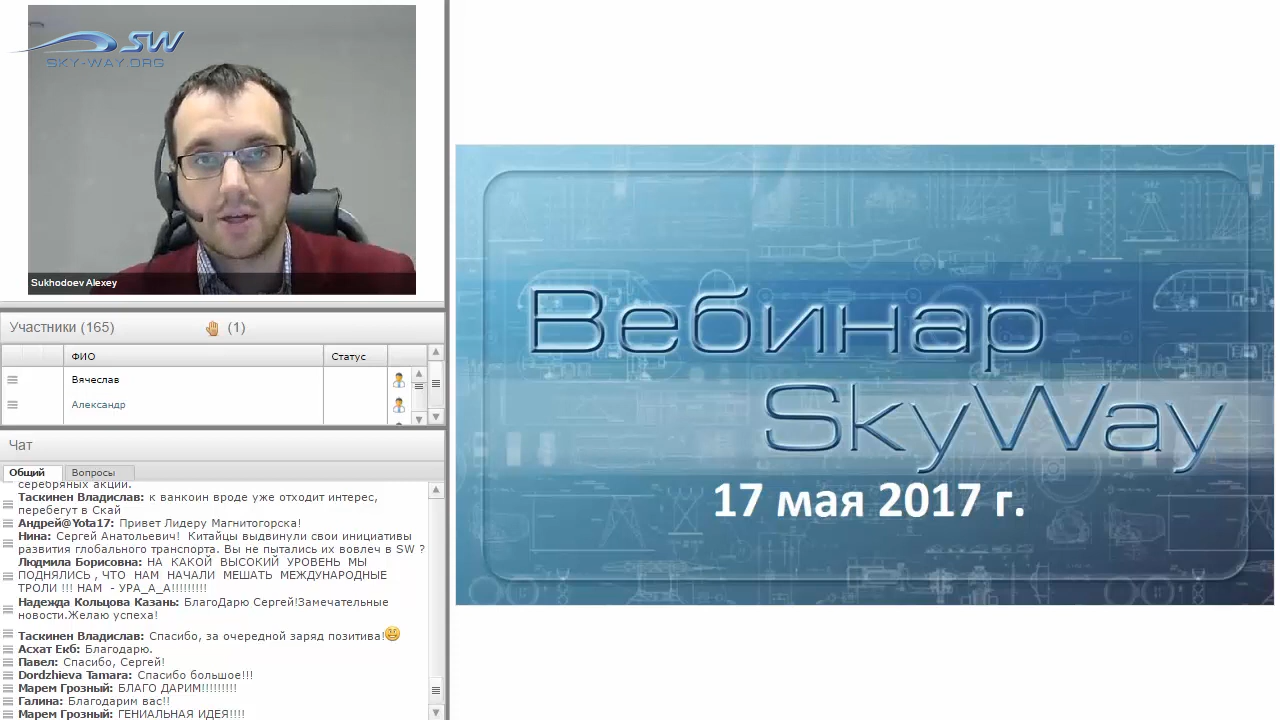 SW
SKY-WAY.ORG
Sukhodoev Alexey
Участники (165) (1)
ФИО Статус
Вячеслав
Александр
Чат
Общий Вопросы
серебряных акций.
Таскинен Владислав: к ванкоин вроде уже отходит интерес,
перебегут в Скай
Андрей@Yota17: Привет Лидеру Магнитогорска!
Нина: Сергей Анатольевич! Китайцы выдвинули свои инициативы
развития глобального транспорта. Вы не пытались их вовлеч в SW ?
Людмила Борисовна: НА КАКОЙ ВЫСОКИЙ УРОВЕНЬ МЫ
ПОДНЯЛИСЬ , ЧТО НАМ НАЧАЛИ МЕШАТЬ МЕЖДУНАРОДНЫЕ
ТРОЛИ !!! НАМ - УРА_А_А!!!!!!!!!
Надежда Кольцова Казань: БлагоДарю Сергей!Замечательные
новости.Желаю успеха!
Таскинен Владислав: Спасибо, за очередной заряд позитива!
Асхат Екб: Благодарю.
Павел: Спасибо, Сергей!
Dordzhieva Tamara: Спасибо большое!!!
Марем Грозный: БЛАГО ДАРИМ!!!!!!!!!
Галина: Благодарим вас!!
Марем Грозный: ГЕНИАЛЬНАЯ ИДЕЯ!!!!
Вебинар
SkyWay
17 мая 2017 г.